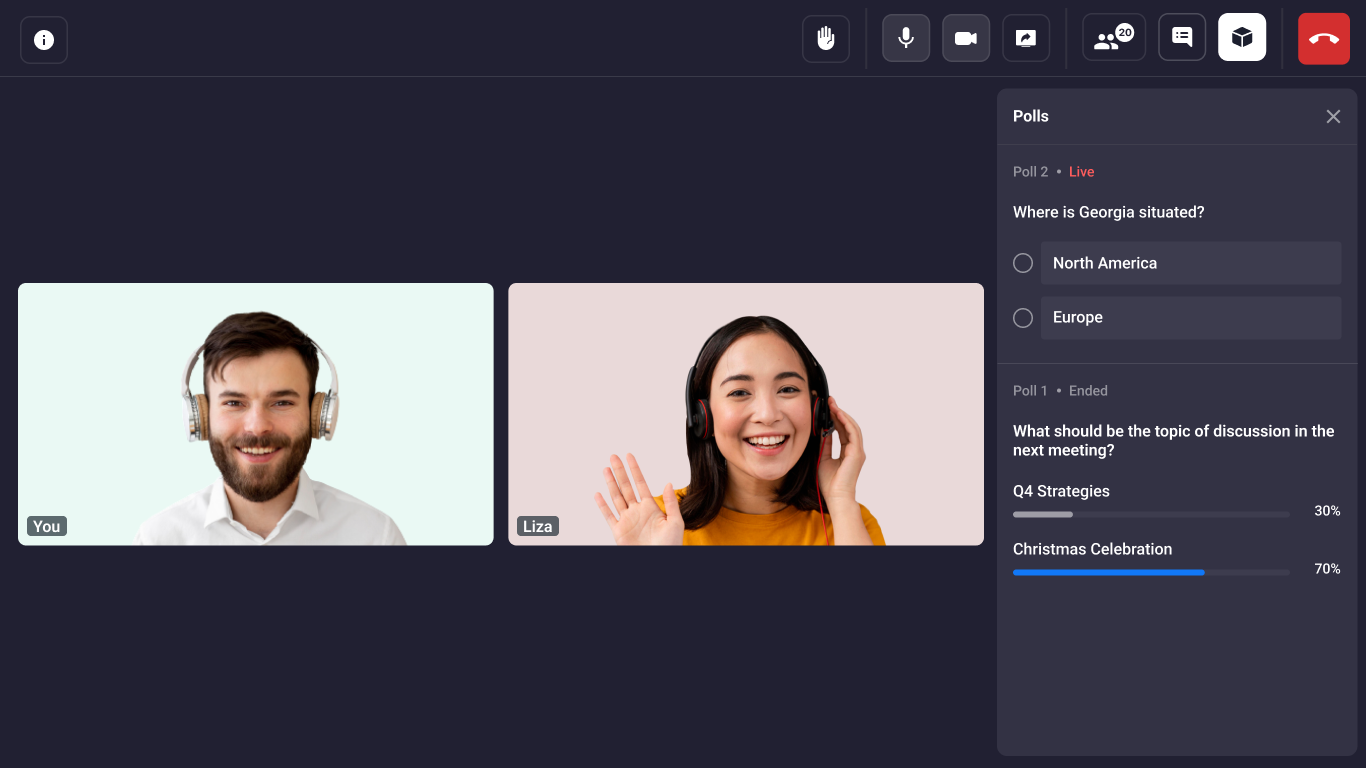 20
Polls
Poll 2 • Live
Where is Georgia situated?
North America
Europe
Poll 1 • Ended
What should be the topic of discussion in the
next meeting?
Q4 Strategies
30%
Christmas Celebration
70%
You
Liza